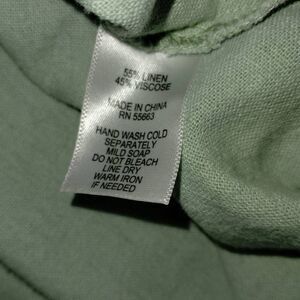 55% LINEN
45% VISCOSE
MADE IN CHINA
RN 55663
HAND WASH COLD
SEPARATELY
MILD SOAP
DO NOT BLEACH
LINE DRY
WARM IRON
IF NEEDED